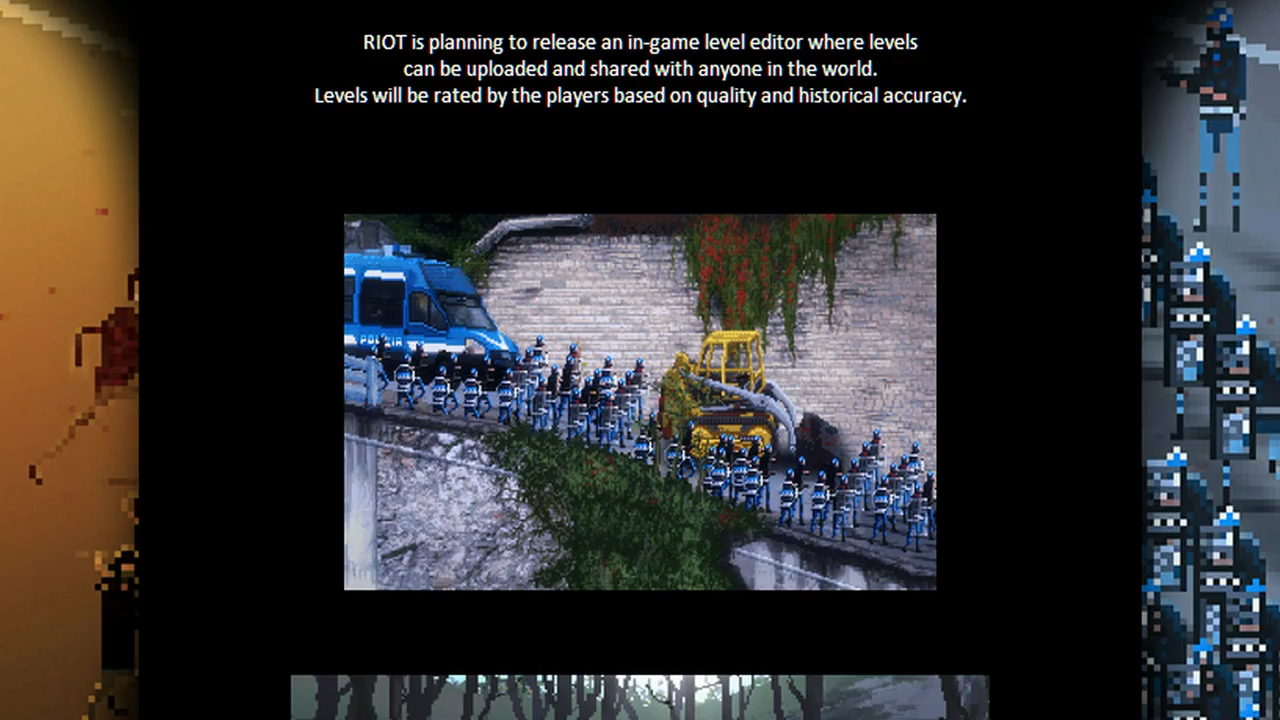 RIOT is planning to release an in-game level editor where levels
can be uploaded and shared with anyone in the world.
Levels will be rated by the players based on quality and historical accuracy.
POLIZIA